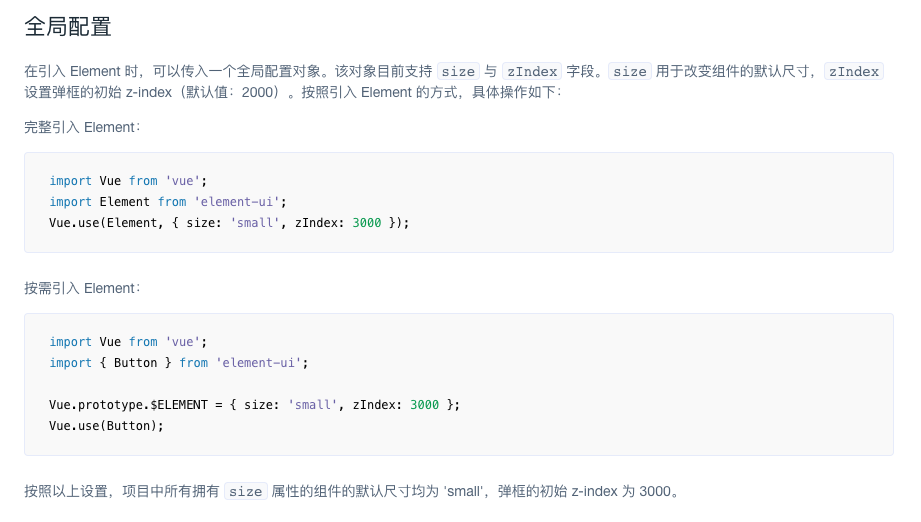 全局配置
在引入 Element 时，可以传入一个全局配置对象。该对象目前支持 size 与 zIndex 字段。size 用于改变组件的默认尺寸，zIndex
设置弹框的初始 z-index（默认值：2000）。按照引入 Element 的方式，具体操作如下：
完整引入 Element：
import Vue from 'vue';
import Element from 'element-ui';
Vue.use(Element, { size: 'small', zIndex: 3000 });
按需引入 Element：
import Vue from 'vue';
import { Button } from 'element-ui';
Vue.prototype.$ELEMENT = { size: 'small', zIndex: 3000 };
Vue.use(Button);
按照以上设置，项目中所有拥有 size 属性的组件的默认尺寸均为 'small'，弹框的初始 z-index 为 3000。